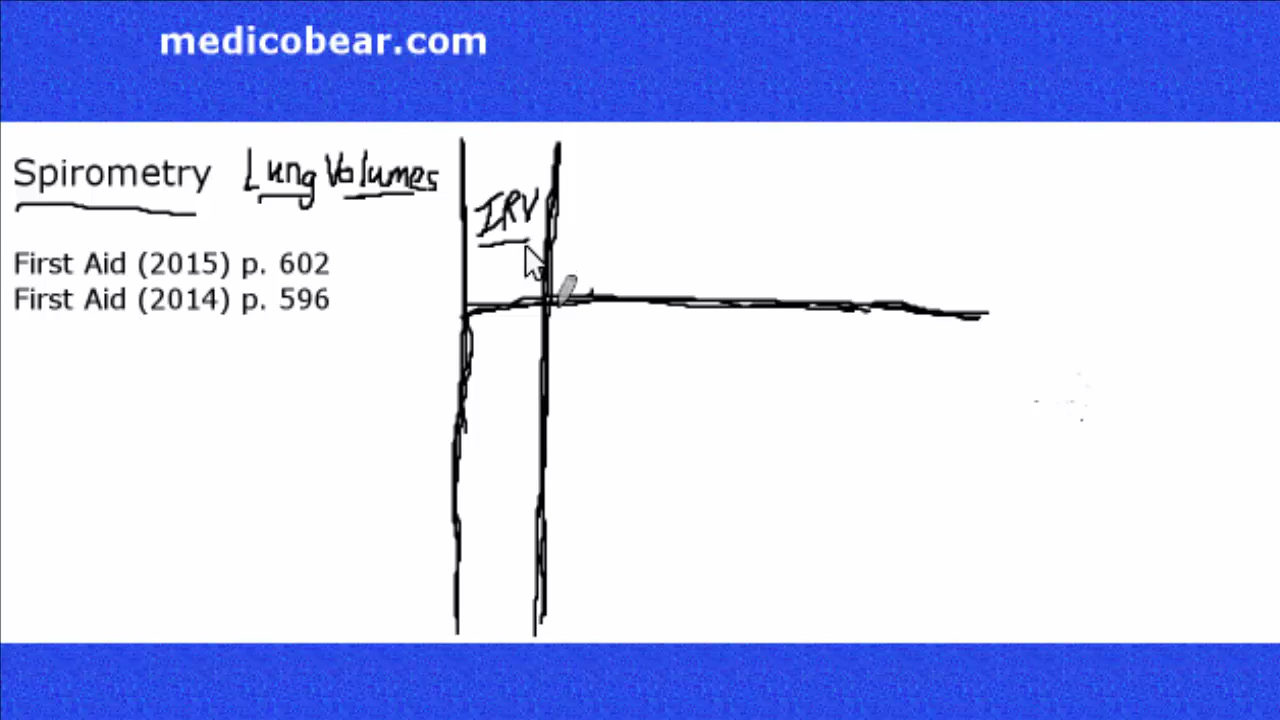 medicobear.com
Spirometry Lung Volumes
IRV
First Aid (2015) p. 602
First Aid (2014) p. 596